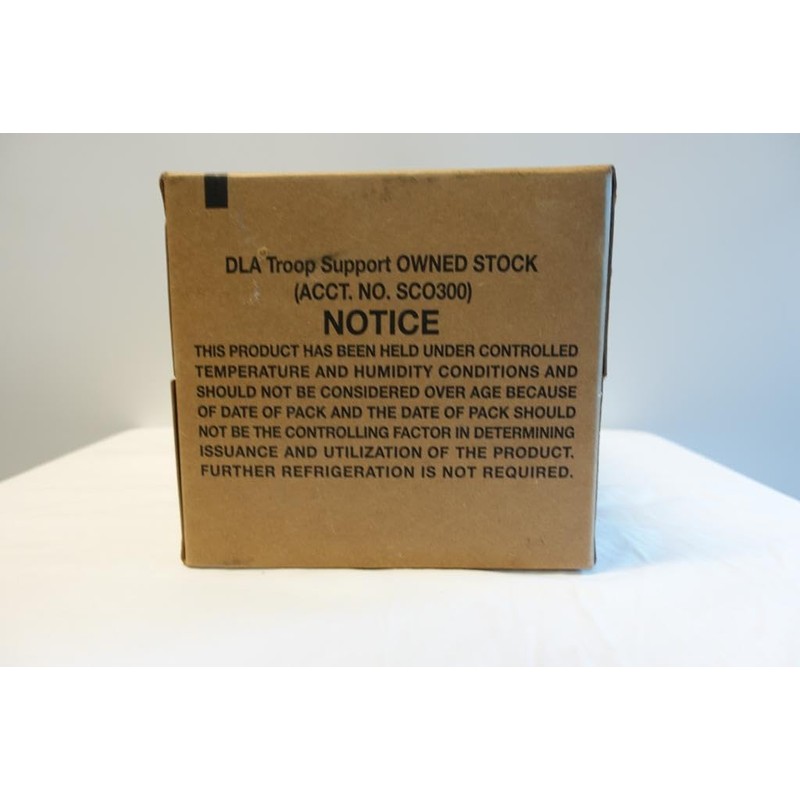 DLA Troop Support OWNED STOCK
(ACCT. NO. SCO300)
NOTICE
THIS PRODUCT HAS BEEN HELD UNDER CONTROLLED
TEMPERATURE AND HUMIDITY CONDITIONS AND
SHOULD NOT BE CONSIDERED OVER AGE BECAUSE
OF DATE OF PACK AND THE DATE OF PACK SHOULD
NOT BE THE CONTROLLING FACTOR IN DETERMINING
ISSUANCE AND UTILIZATION OF THE PRODUCT.
FURTHER REFRIGERATION IS NOT REQUIRED.